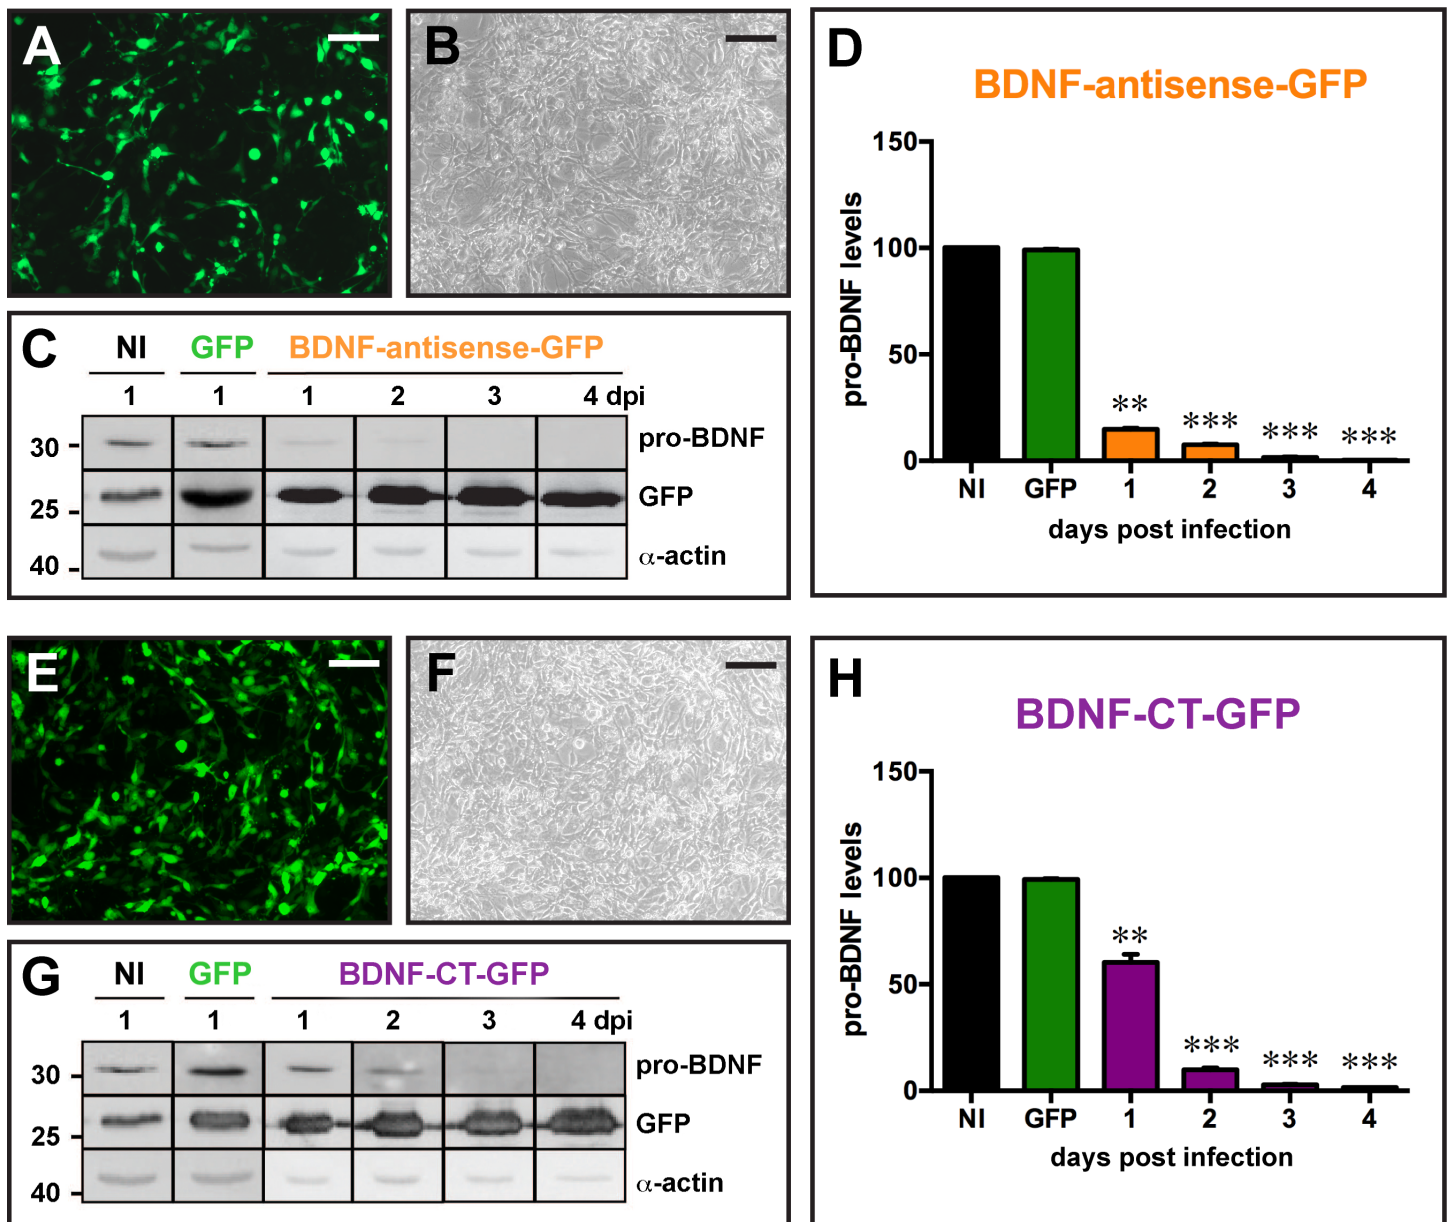 A
B
C
NI GFP BDNF-antisense-GFP
1 1 1 2 3 4 dpi
30 pro-BDNF
25 GFP
40 α-actin
D
BDNF-antisense-GFP
150
100
50
0
pro-BDNF levels
** *** *** ***
NI GFP 1 2 3 4
days post infection
E
F
G
NI GFP BDNF-CT-GFP
1 1 1 2 3 4 dpi
30 pro-BDNF
25 GFP
40 α-actin
H
BDNF-CT-GFP
150
100
50
0
pro-BDNF levels
** *** *** ***
NI GFP 1 2 3 4
days post infection